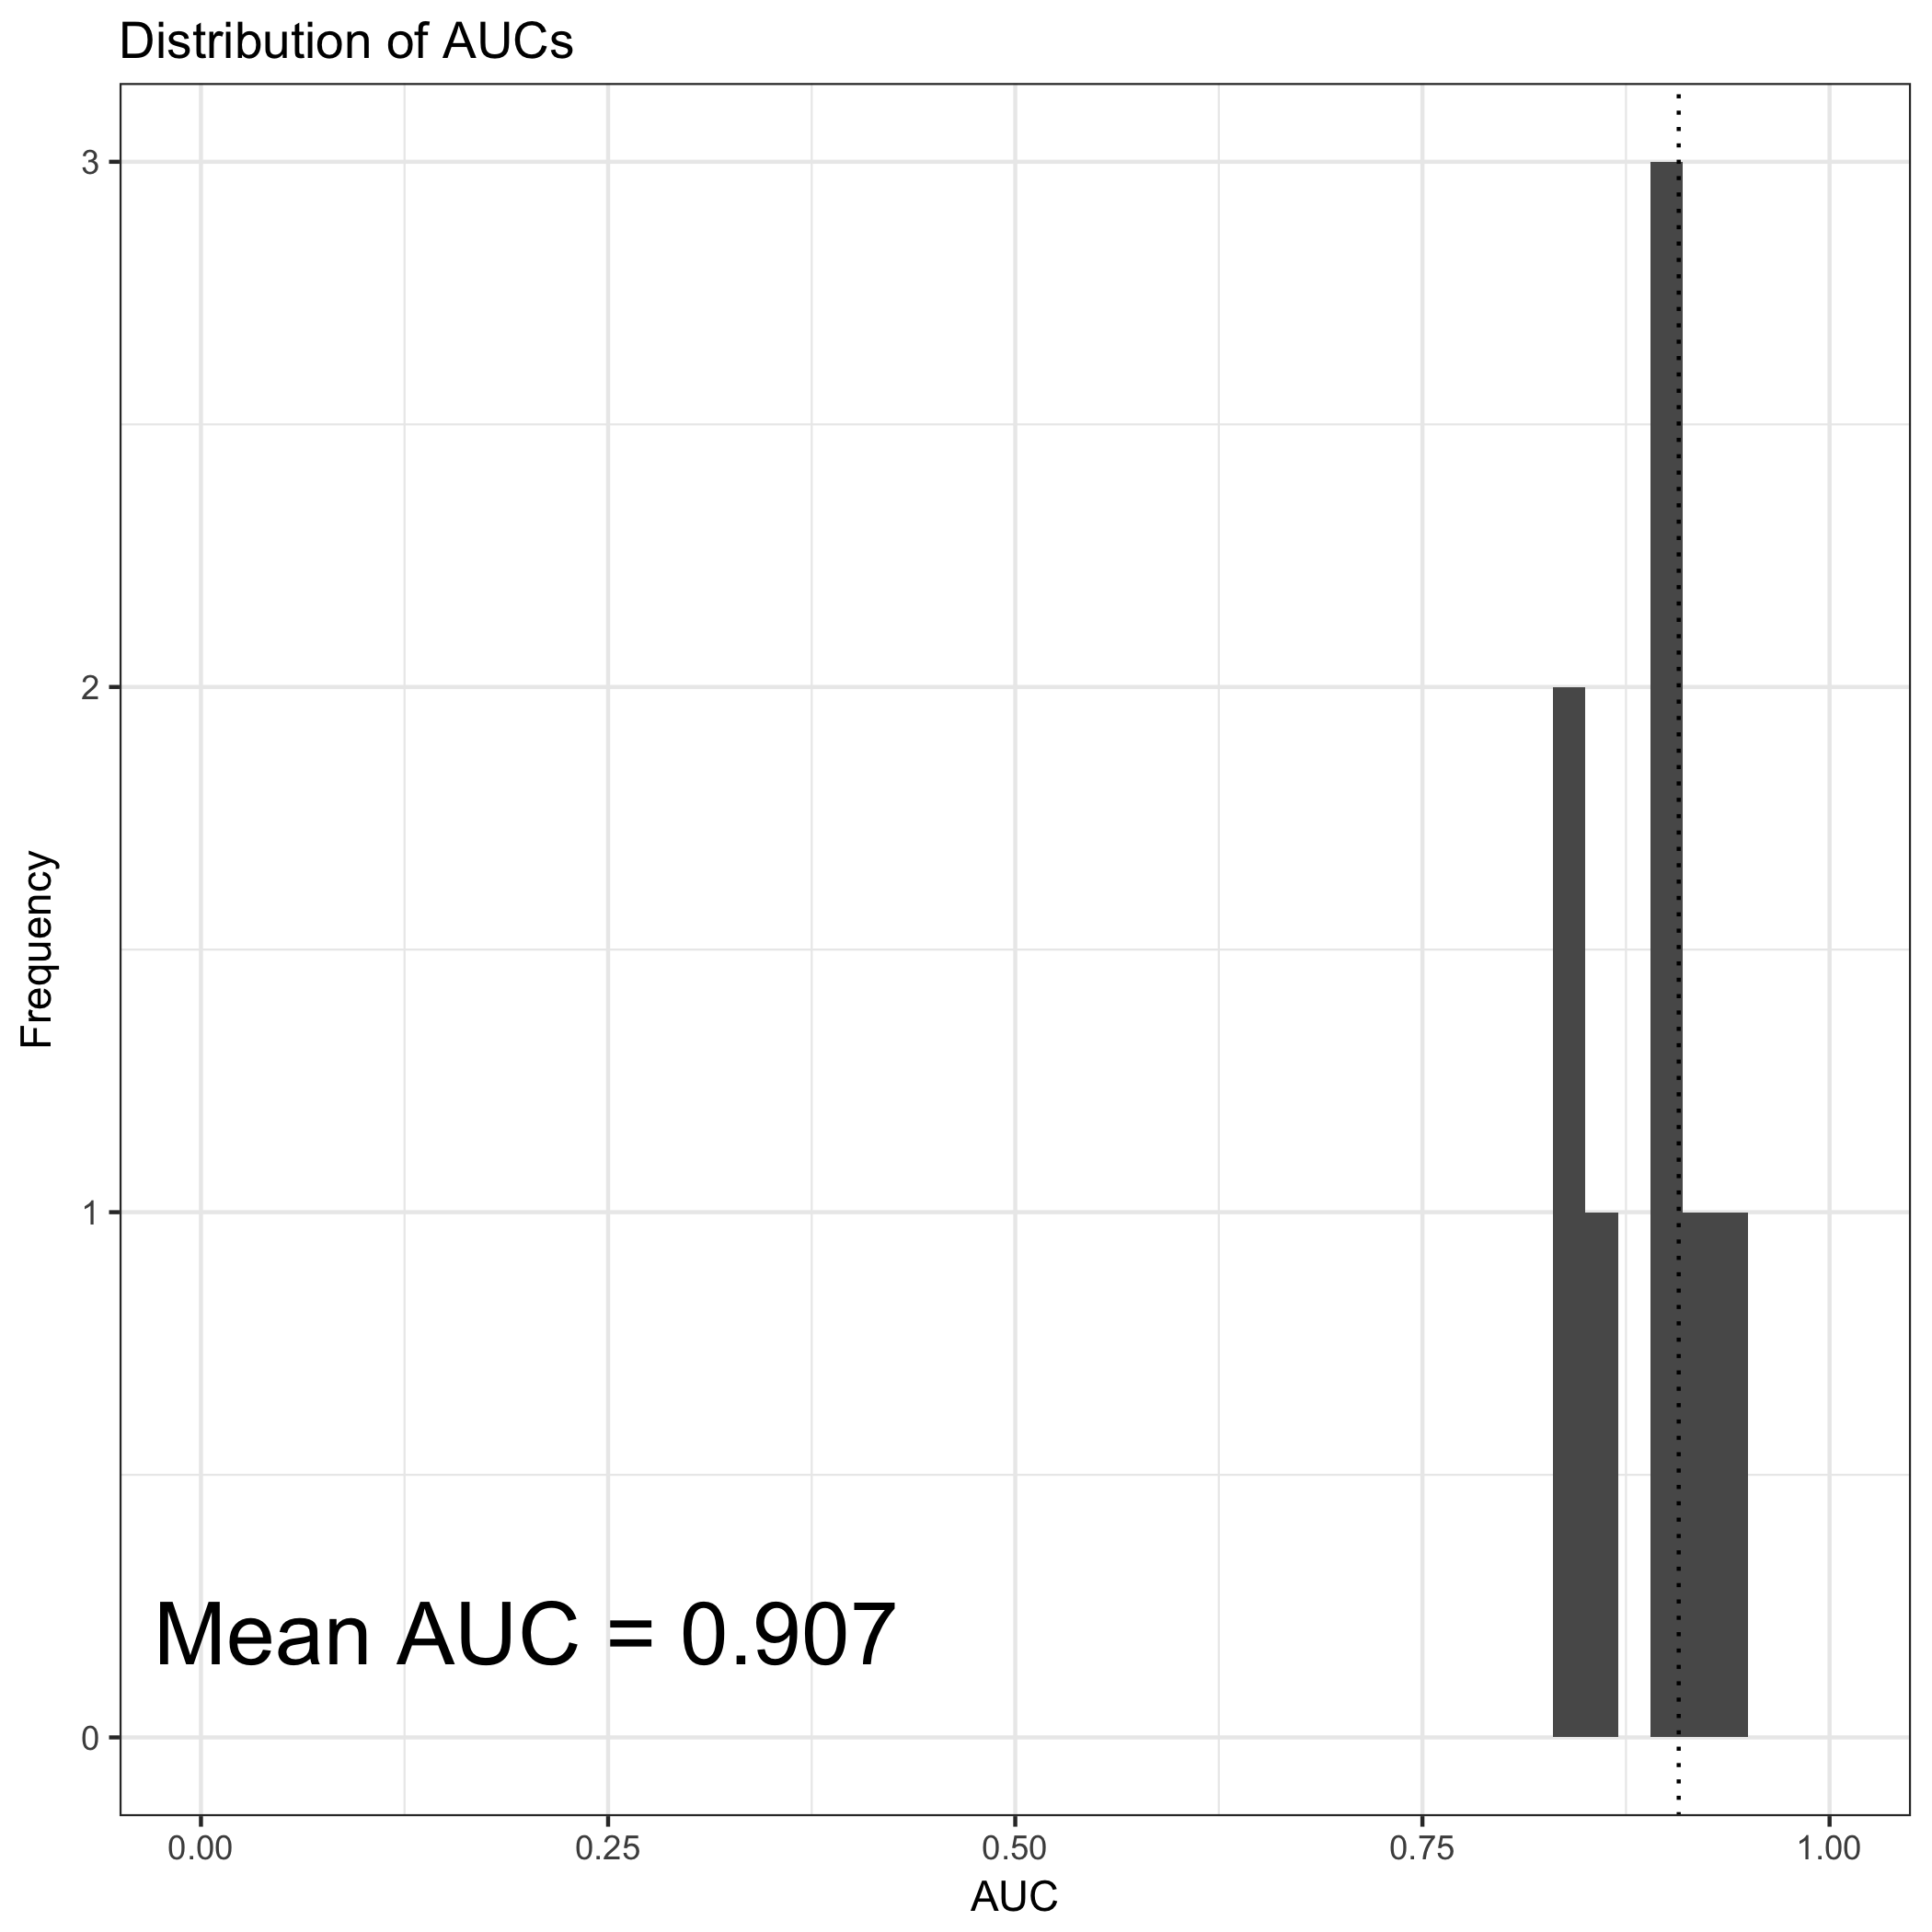 Distribution of AUCs
3
2
1
0
Frequency
Mean AUC = 0.907
0.00 0.25 0.50 0.75 1.00
AUC